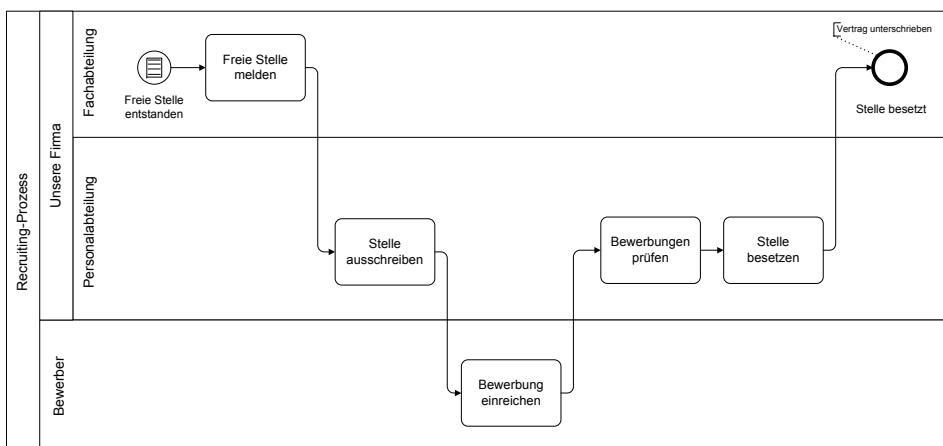 Recruiting-Prozess
Unsere Firma
Fachabteilung
Freie Stelle
entstanden
Freie Stelle
melden
Vertrag unterschrieben
Stelle besetzt
Personalabteilung
Stelle
ausschreiben
Bewerbungen
prüfen
Stelle
besetzen
Bewerber
Bewerbung
einreichen